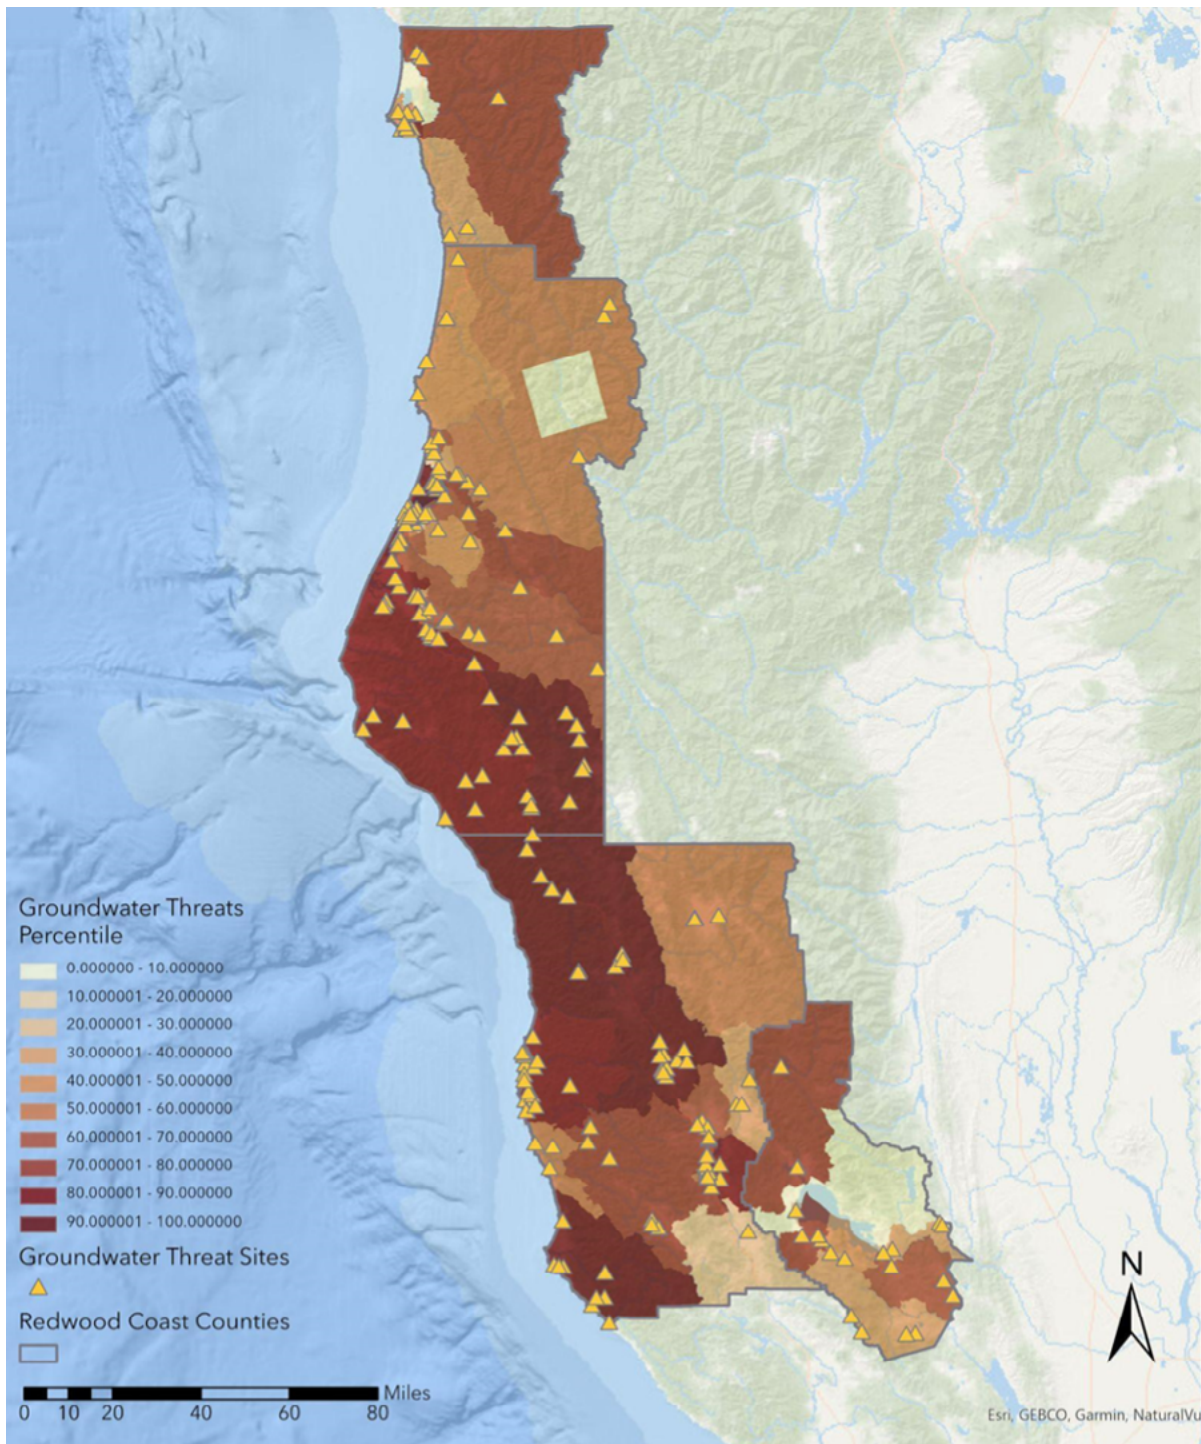 Groundwater Threats
Percentile
0.000000 - 10.000000
10.000001 - 20.000000
20.000001 - 30.000000
30.000001 - 40.000000
40.000001 - 50.000000
50.000001 - 60.000000
60.000001 - 70.000000
70.000001 - 80.000000
80.000001 - 90.000000
90.000001 - 100.000000
Groundwater Threat Sites
Redwood Coast Counties
Miles
0 10 20 40 60 80
N
Esri, GEBCO, Garmin, NaturalVu